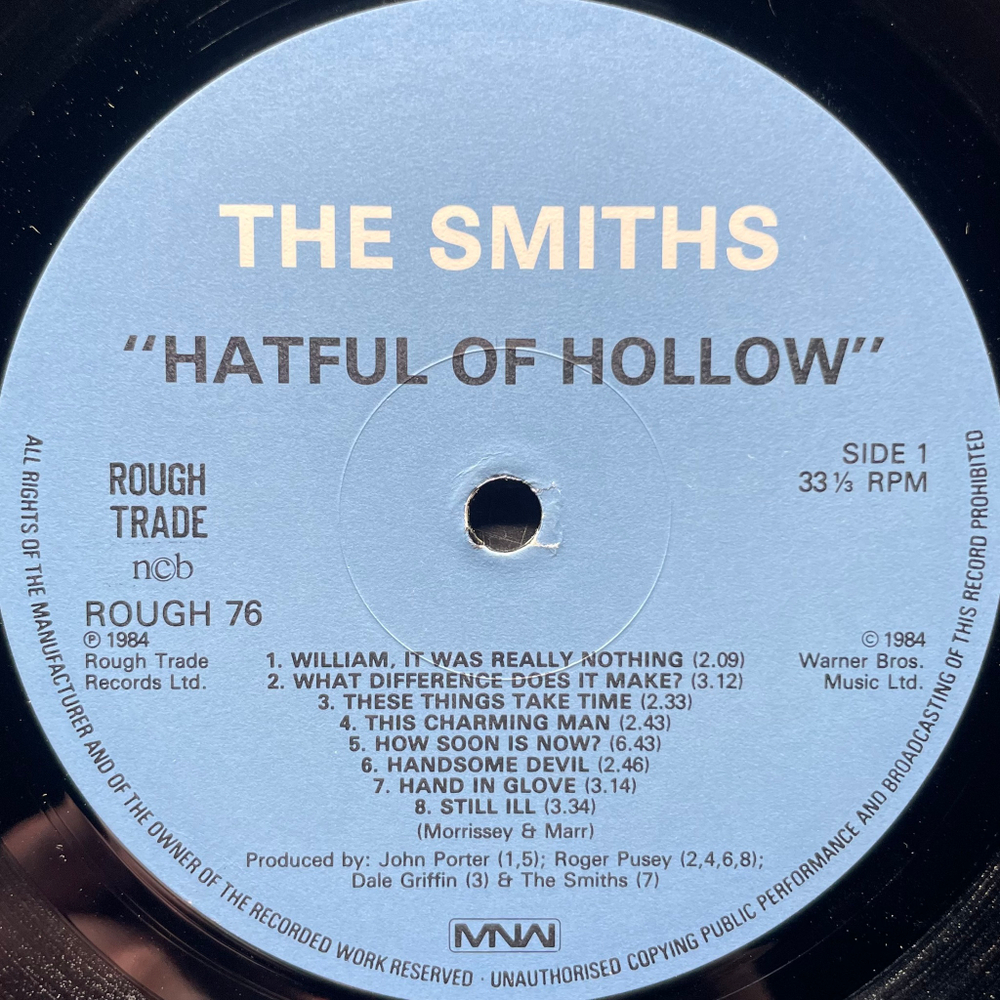 THE SMITHS
"HATFUL OF HOLLOW"
SIDE 1
33 ⅓ RPM
ROUGH
TRADE
n©b
ROUGH 76
℗ 1984
Rough Trade
Records Ltd.
© 1984
Warner Bros.
Music Ltd.
1. WILLIAM, IT WAS REALLY NOTHING (2.09)
2. WHAT DIFFERENCE DOES IT MAKE? (3.12)
3. THESE THINGS TAKE TIME (2.33)
4. THIS CHARMING MAN (2.43)
5. HOW SOON IS NOW? (6.43)
6. HANDSOME DEVIL (2.46)
7. HAND IN GLOVE (3.14)
8. STILL ILL (3.34)
(Morrissey & Marr)
Produced by: John Porter (1,5); Roger Pusey (2,4,6,8);
Dale Griffin (3) & The Smiths (7)
MNW
ALL RIGHTS OF THE MANUFACTURER AND OF THE OWNER OF THE RECORDED WORK RESERVED · UNAUTHORISED COPYING PUBLIC PERFORMANCE AND BROADCASTING OF THIS RECORD PROHIBITED